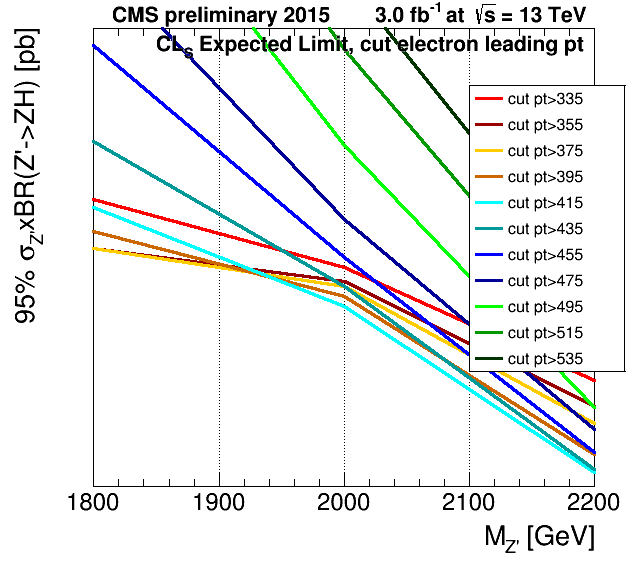 CMS preliminary 2015 3.0 fb⁻¹ at √s = 13 TeV
CLS Expected Limit, cut electron leading pt
95% σZ'xBR(Z'->ZH) [pb]
cut pt>335
cut pt>355
cut pt>375
cut pt>395
cut pt>415
cut pt>435
cut pt>455
cut pt>475
cut pt>495
cut pt>515
cut pt>535
1800 1900 2000 2100 2200
MZ' [GeV]